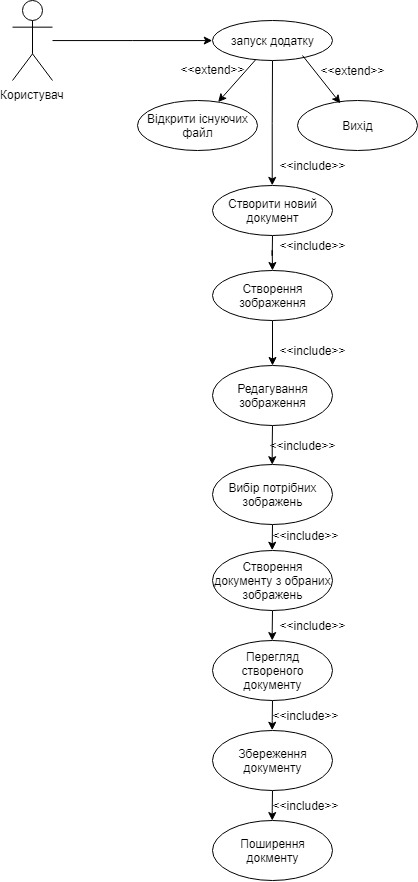 запуск додатку
Користувач
<<extend>>
<<extend>>
Відкрити існуючих
файл
Вихід
<<include>>
Створити новий
документ
<<include>>
Створення
зображення
<<include>>
Редагування
зображення
<<include>>
Вибір потрібних
зображень
<<include>>
Створення
документу з обраних
зображень
<<include>>
Перегляд
створеного
документу
<<include>>
Збереження
документу
<<include>>
Поширення
докменту